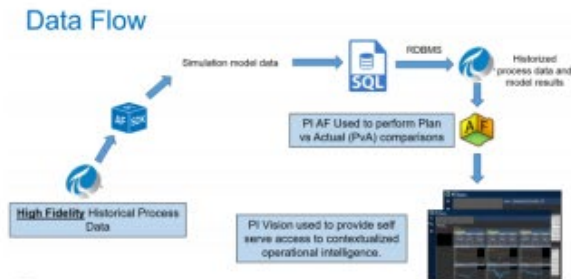 Data Flow
Simulation model data
SQL
RDBMS
Historized
process data and
model results
AF SDK
PI AF Used to perform Plan
vs Actual (PvA) comparisons
AF
High Fidelity Historical Process
Data
PI Vision used to provide self
serve access to contextualized
operational intelligence.